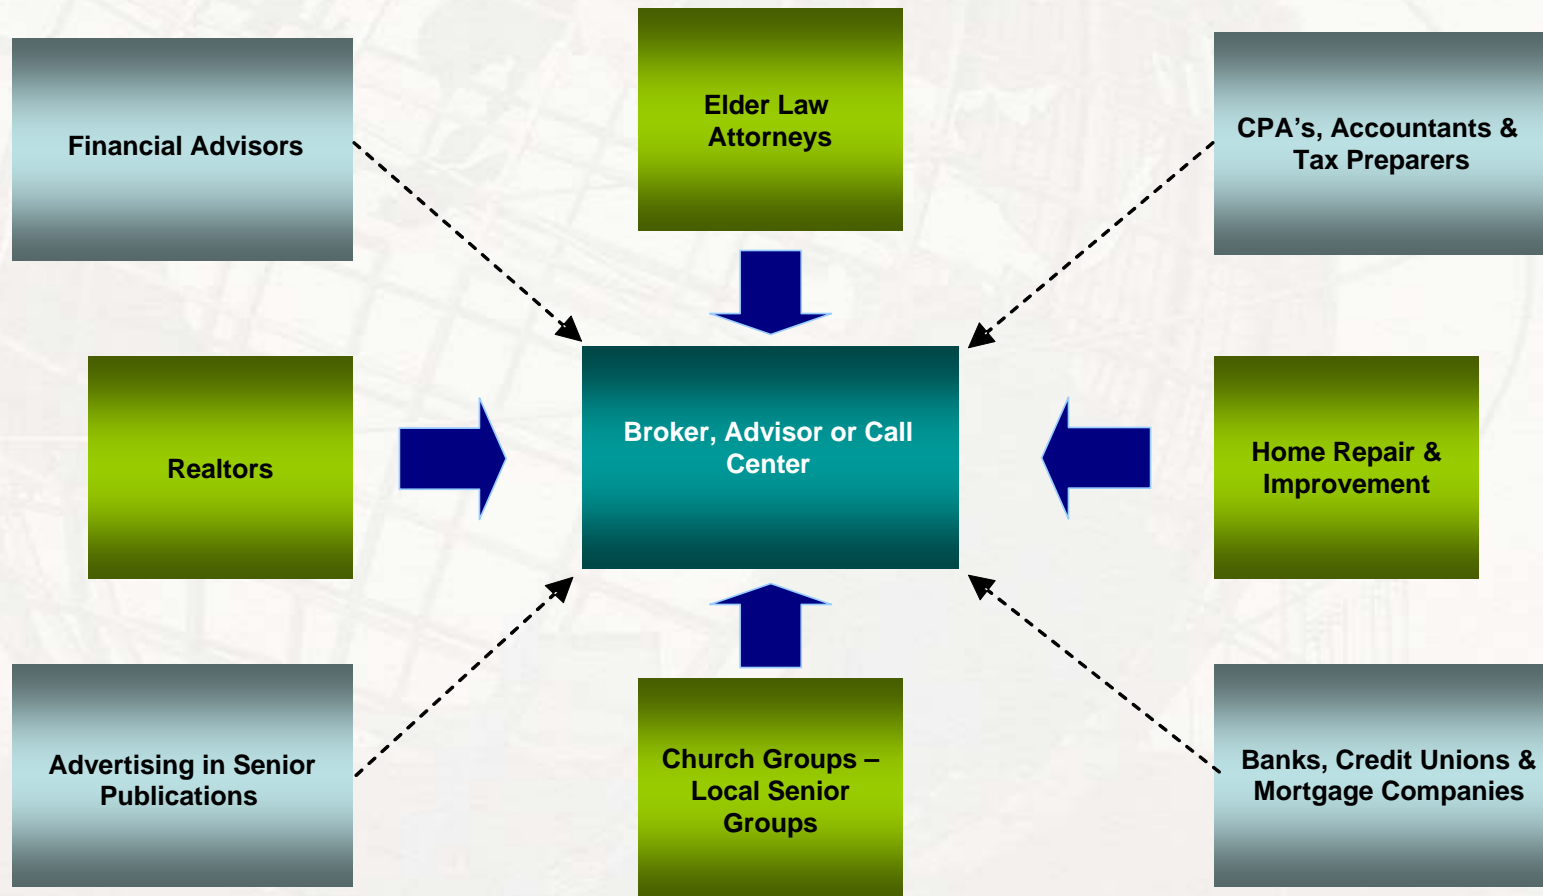 Financial Advisors
Elder Law
Attorneys
CPA’s, Accountants &
Tax Preparers
Realtors
Broker, Advisor or Call
Center
Home Repair &
Improvement
Advertising in Senior
Publications
Church Groups –
Local Senior
Groups
Banks, Credit Unions &
Mortgage Companies